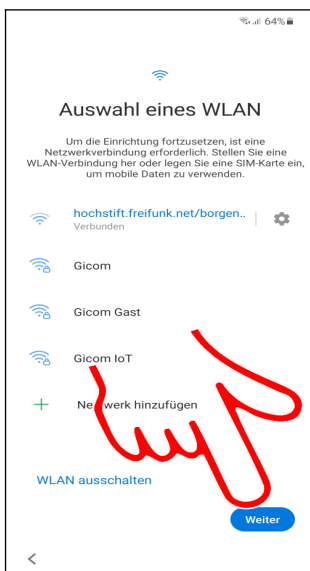 64%
Auswahl eines WLAN
Um die Einrichtung fortzusetzen, ist eine
Netzwerkverbindung erforderlich. Stellen Sie eine
WLAN-Verbindung her oder legen Sie eine SIM-Karte ein,
um mobile Daten zu verwenden.
hochstift.freifunk.net/borgen..
Verbunden
Gicom
Gicom Gast
Gicom IoT
Netzwerk hinzufügen
WLAN ausschalten
Weiter